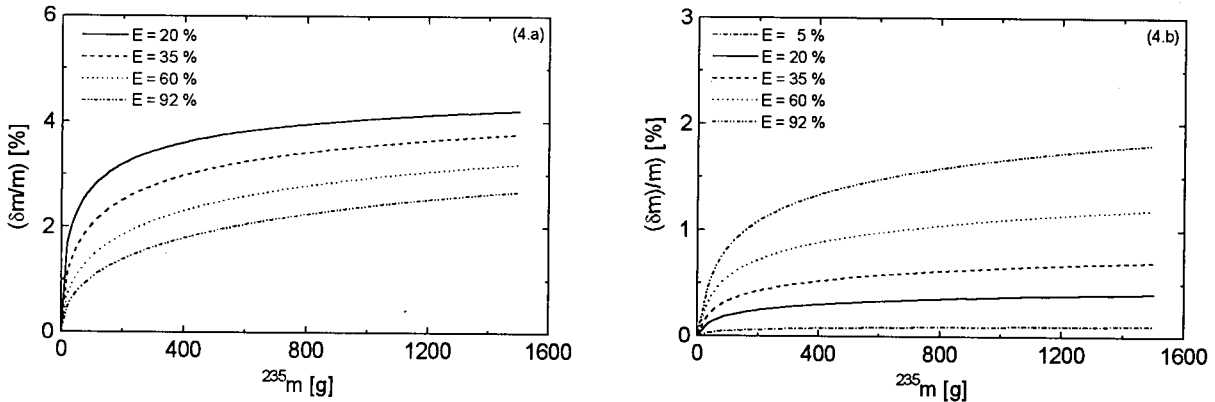 (4.a)
E = 20 %
E = 35 %
E = 60 %
E = 92 %
6
4
2
0
(δm/m) [%]
0 400 800 1200 1600
²³⁵m [g]
(4.b)
E = 5 %
E = 20 %
E = 35 %
E = 60 %
E = 92 %
3
2
1
0
(δm)/m) [%]
0 400 800 1200 1600
²³⁵m [g]